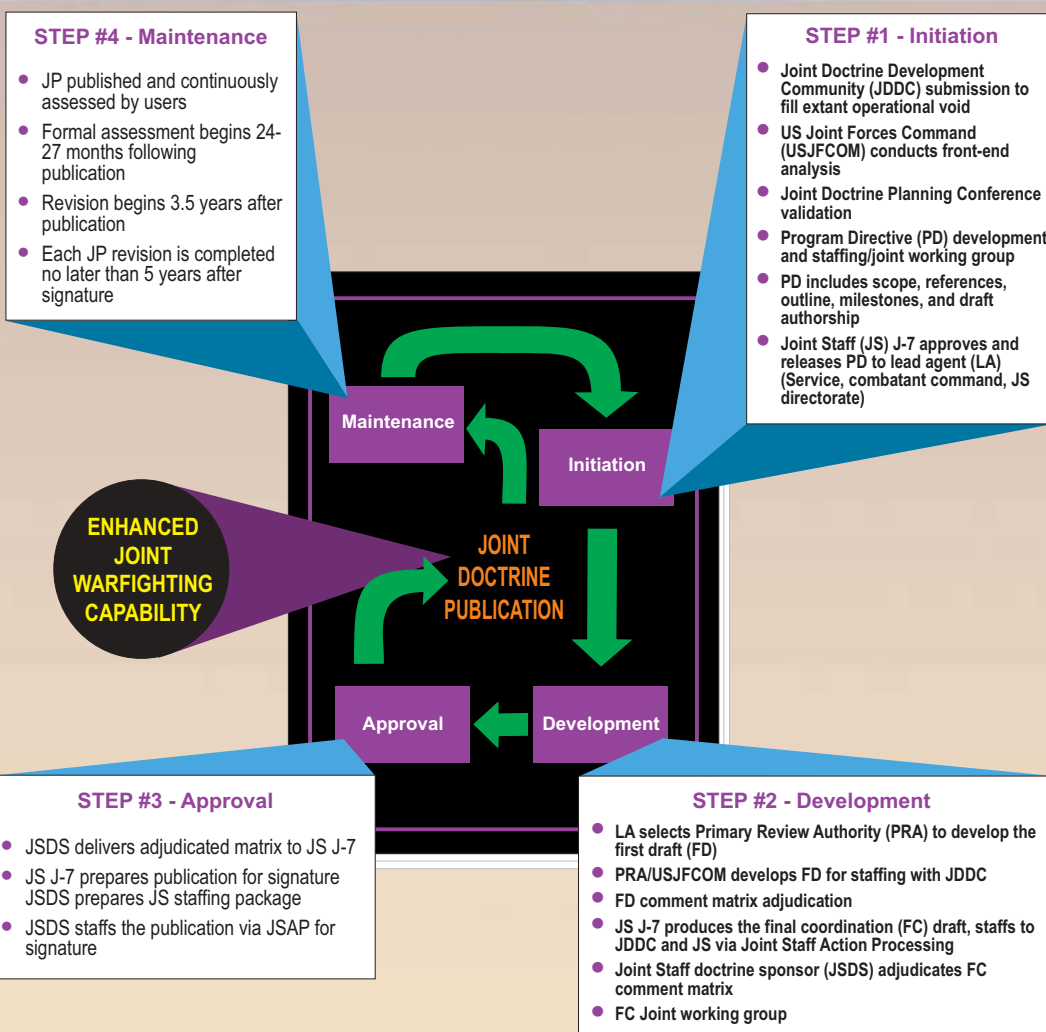 STEP #4 - Maintenance
• JP published and continuously
assessed by users
• Formal assessment begins 24-
27 months following
publication
• Revision begins 3.5 years after
publication
• Each JP revision is completed
no later than 5 years after
signature
STEP #1 - Initiation
• Joint Doctrine Development
Community (JDDC) submission to
fill extant operational void
• US Joint Forces Command
(USJFCOM) conducts front-end
analysis
• Joint Doctrine Planning Conference
validation
• Program Directive (PD) development
and staffing/joint working group
• PD includes scope, references,
outline, milestones, and draft
authorship
• Joint Staff (JS) J-7 approves and
releases PD to lead agent (LA)
(Service, combatant command, JS
directorate)
Maintenance
Initiation
ENHANCED
JOINT
WARFIGHTING
CAPABILITY
JOINT
DOCTRINE
PUBLICATION
Approval
Development
STEP #3 - Approval
• JSDS delivers adjudicated matrix to JS J-7
• JS J-7 prepares publication for signature
JSDS prepares JS staffing package
• JSDS staffs the publication via JSAP for
signature
STEP #2 - Development
• LA selects Primary Review Authority (PRA) to develop the
first draft (FD)
• PRA/USJFCOM develops FD for staffing with JDDC
• FD comment matrix adjudication
• JS J-7 produces the final coordination (FC) draft, staffs to
JDDC and JS via Joint Staff Action Processing
• Joint Staff doctrine sponsor (JSDS) adjudicates FC
comment matrix
• FC Joint working group